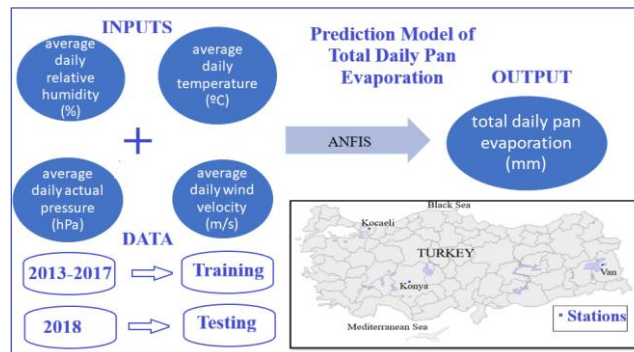 INPUTS
average
daily
relative
humidity
(%)
average
daily
temperature
(ºC)
average
daily actual
pressure
(hPa)
average
daily wind
velocity
(m/s)
DATA
2013-2017
Training
2018
Testing
Prediction Model of
Total Daily Pan
Evaporation
ANFIS
OUTPUT
total daily pan
evaporation
(mm)
Black Sea
Kocaeli
TURKEY
Konya
Van
Mediterranean Sea
Stations